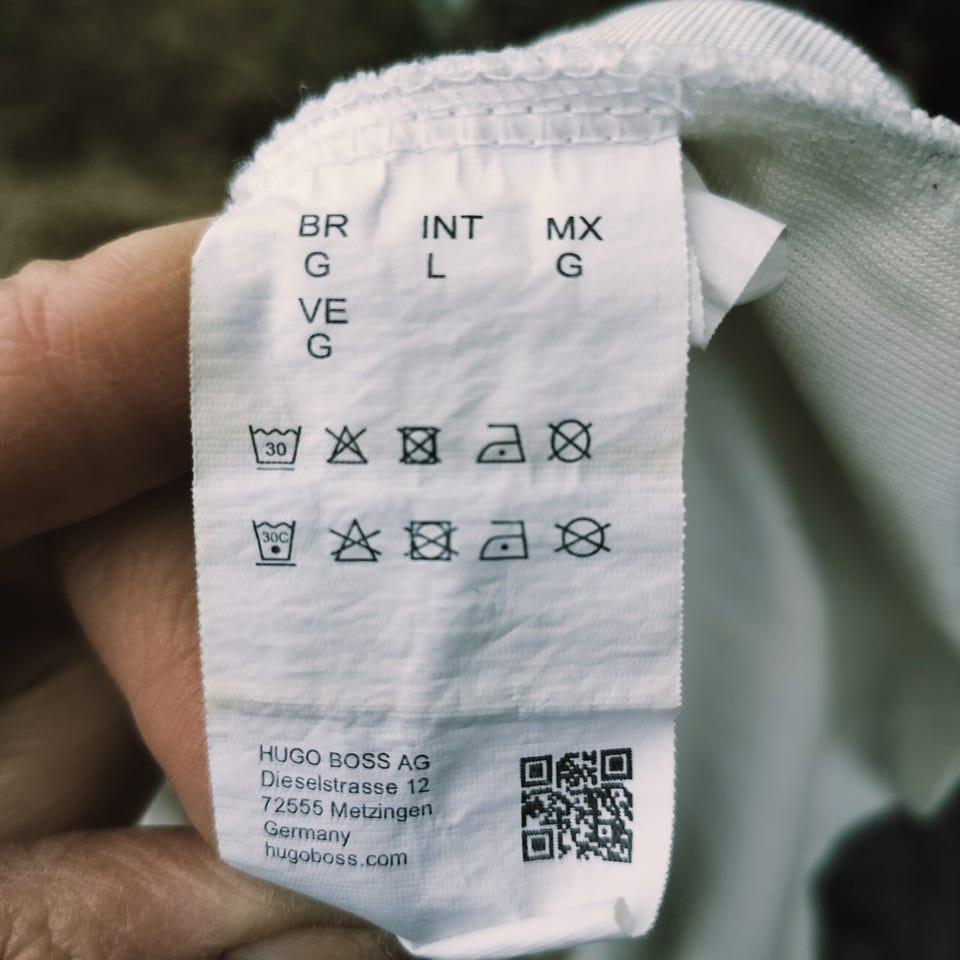 BR INT MX
G L G
VE
G
30
30C
HUGO BOSS AG
Dieselstrasse 12
72555 Metzingen
Germany
hugoboss.com